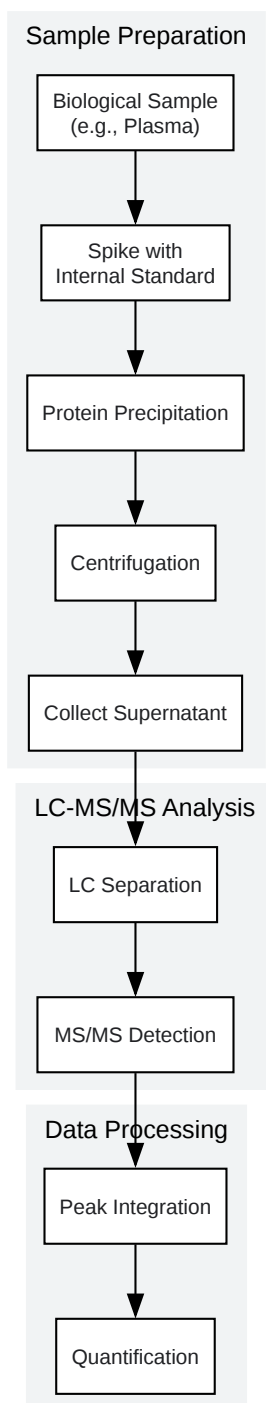 Sample Preparation
Biological Sample
(e.g., Plasma)
Spike with
Internal Standard
Protein Precipitation
Centrifugation
Collect Supernatant
LC-MS/MS Analysis
LC Separation
MS/MS Detection
Data Processing
Peak Integration
Quantification